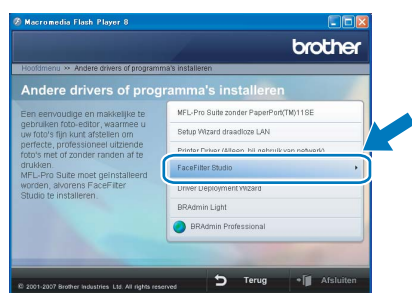 Macromedia Flash Player 8
brother
Hoofdmenu >> Andere drivers of programma's installeren
Andere drivers of programma's installeren
Een eenvoudige en makkelijke te
gebruiken foto-editor, waarmee u
uw foto's fijn kunt afstellen om
perfecte, professioneel uitziende
foto's met of zonder randen af te
drukken.
MFL-Pro Suite moet geïnstalleerd
worden, alvorens FaceFilter
Studio te installeren.
MFL-Pro Suite zonder PaperPort(TM)11SE
Setup Wizard draadloze LAN
Printer Driver (Alleen, bij gebruik van netwerk)
FaceFilter Studio
Driver Deployment Wizard
BRAdmin Light
BRAdmin Professional
© 2001-2007 Brother Industries Ltd. All rights reserved
Terug
Afsluiten